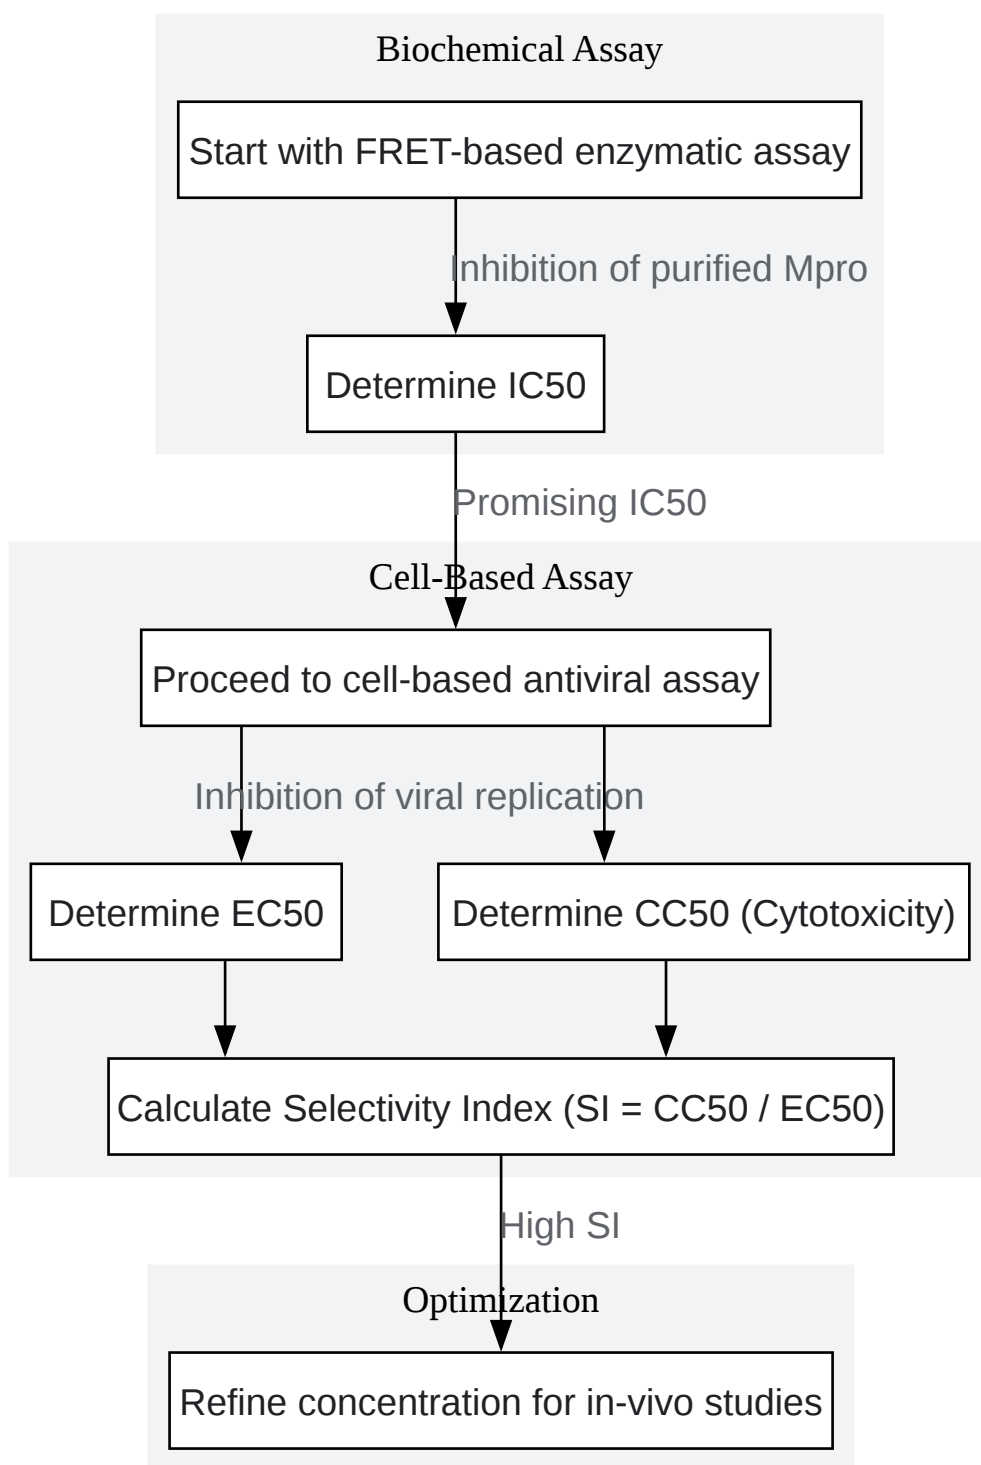 Biochemical Assay
Start with FRET-based enzymatic assay
Inhibition of purified Mpro
Determine IC50
Promising IC50
Cell-Based Assay
Proceed to cell-based antiviral assay
Inhibition of viral replication
Determine EC50
Determine CC50 (Cytotoxicity)
Calculate Selectivity Index (SI = CC50 / EC50)
High SI
Optimization
Refine concentration for in-vivo studies